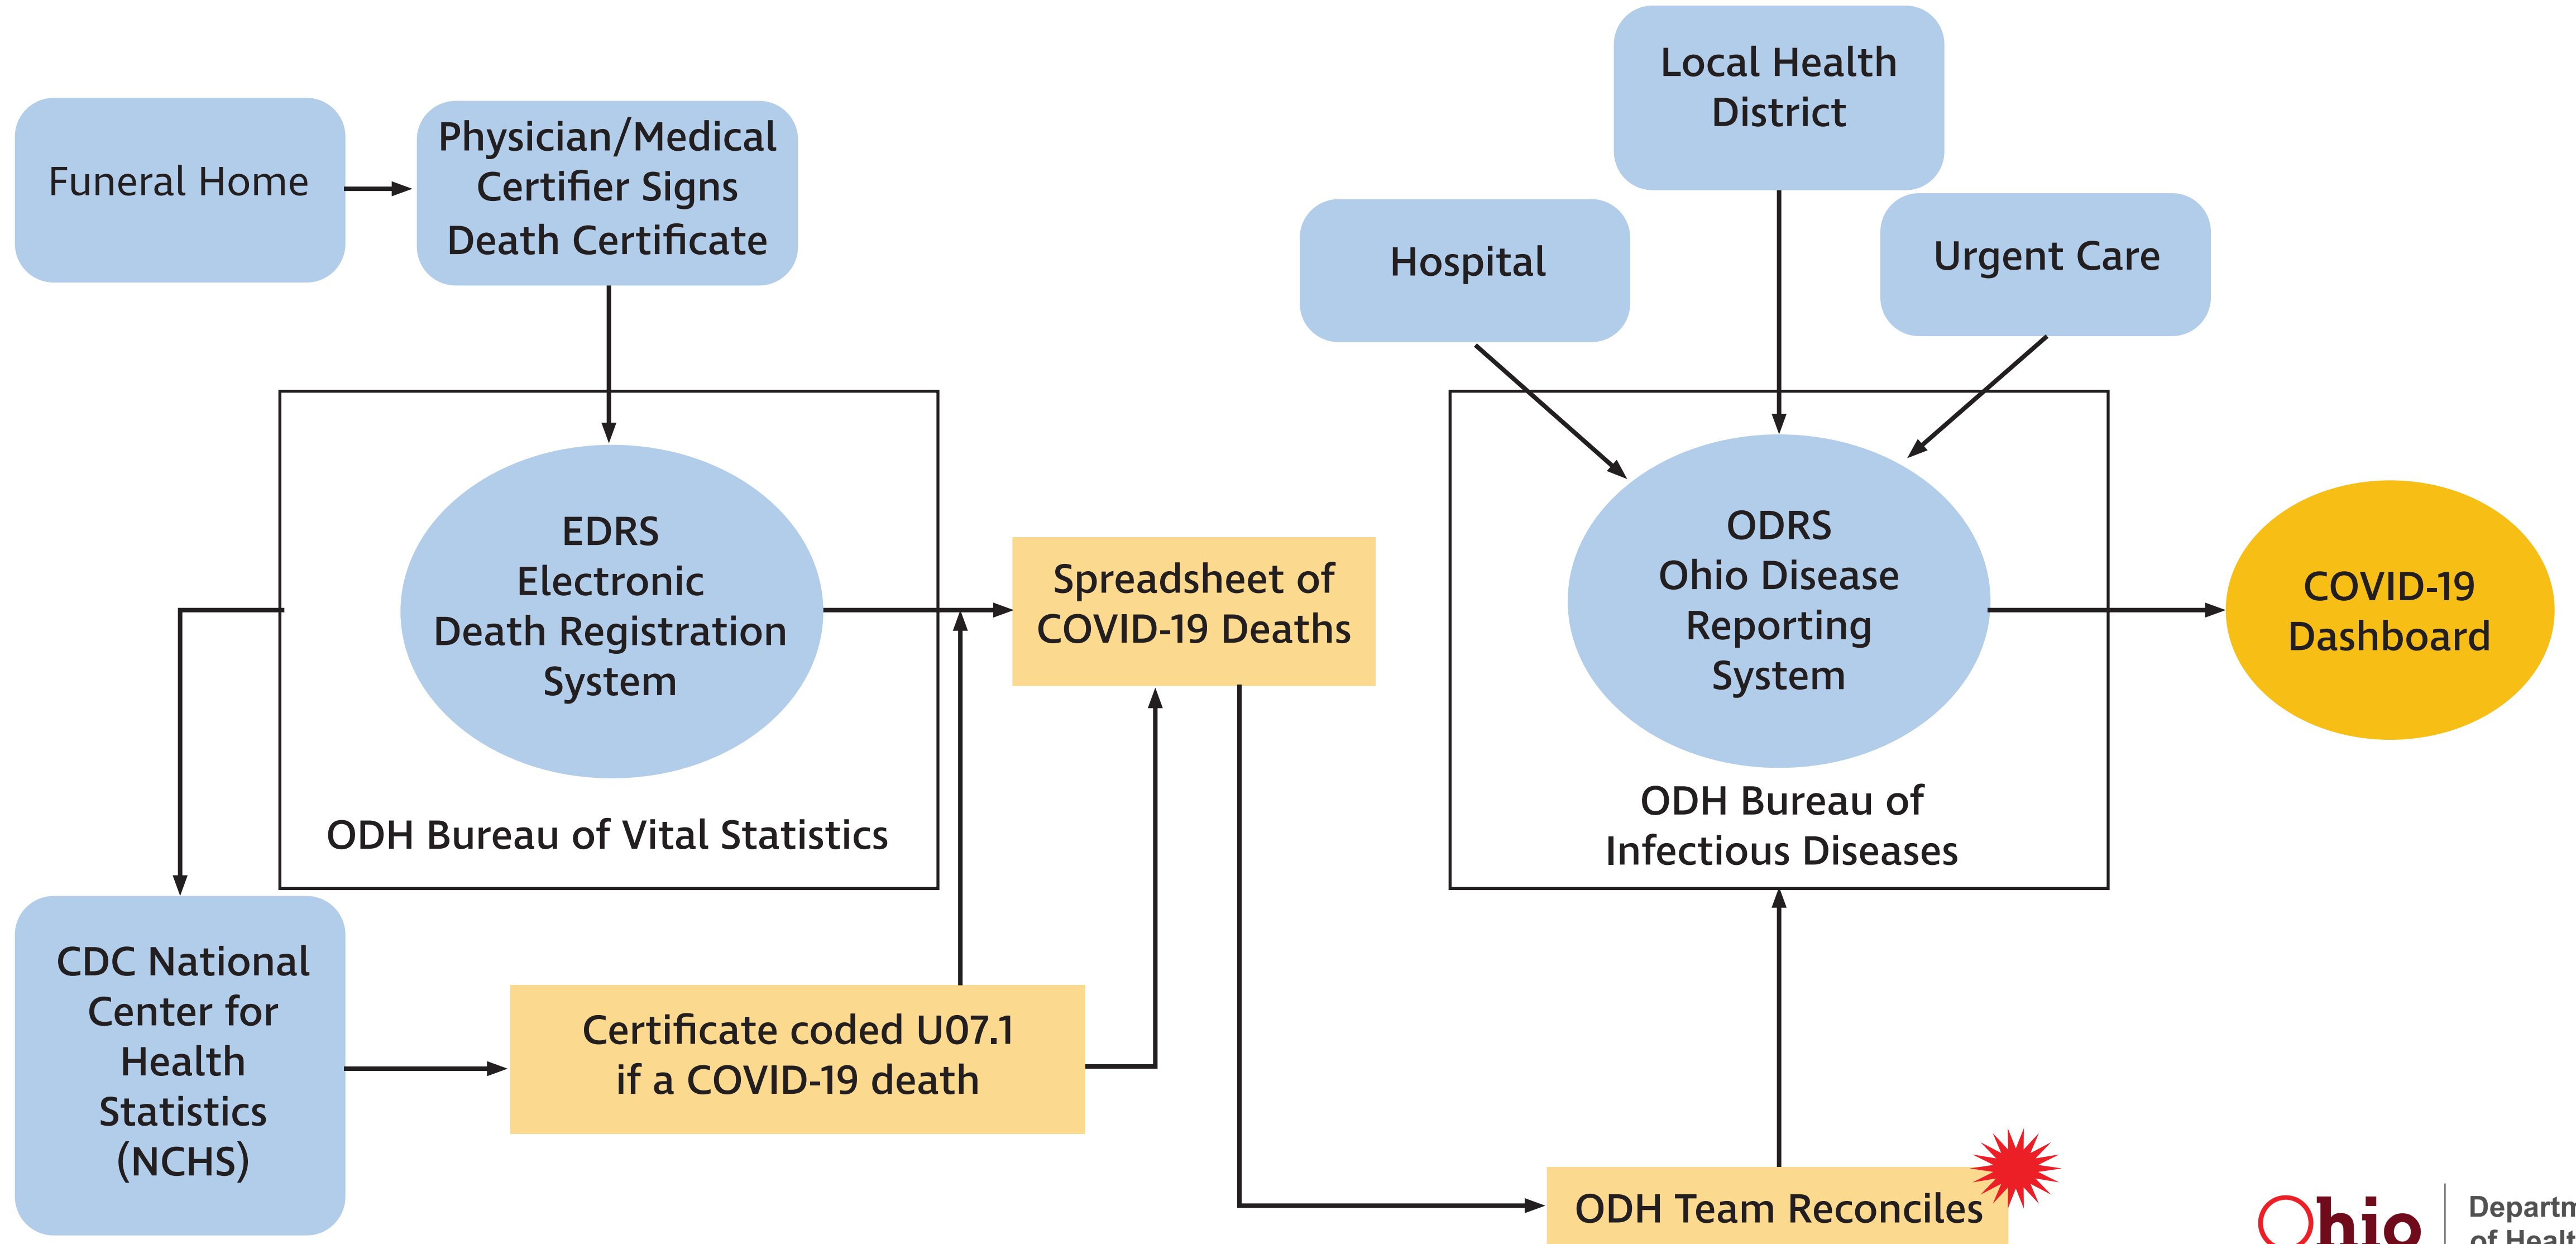 Funeral Home
Physician/Medical
Certifier Signs
Death Certificate
Local Health
District
Hospital
Urgent Care
EDRS
Electronic
Death Registration
System
ODH Bureau of Vital Statistics
Spreadsheet of
COVID-19 Deaths
ODRS
Ohio Disease
Reporting
System
ODH Bureau of
Infectious Diseases
COVID-19
Dashboard
CDC National
Center for
Health
Statistics
(NCHS)
Certificate coded U07.1
if a COVID-19 death
ODH Team Reconciles
Ohio
of